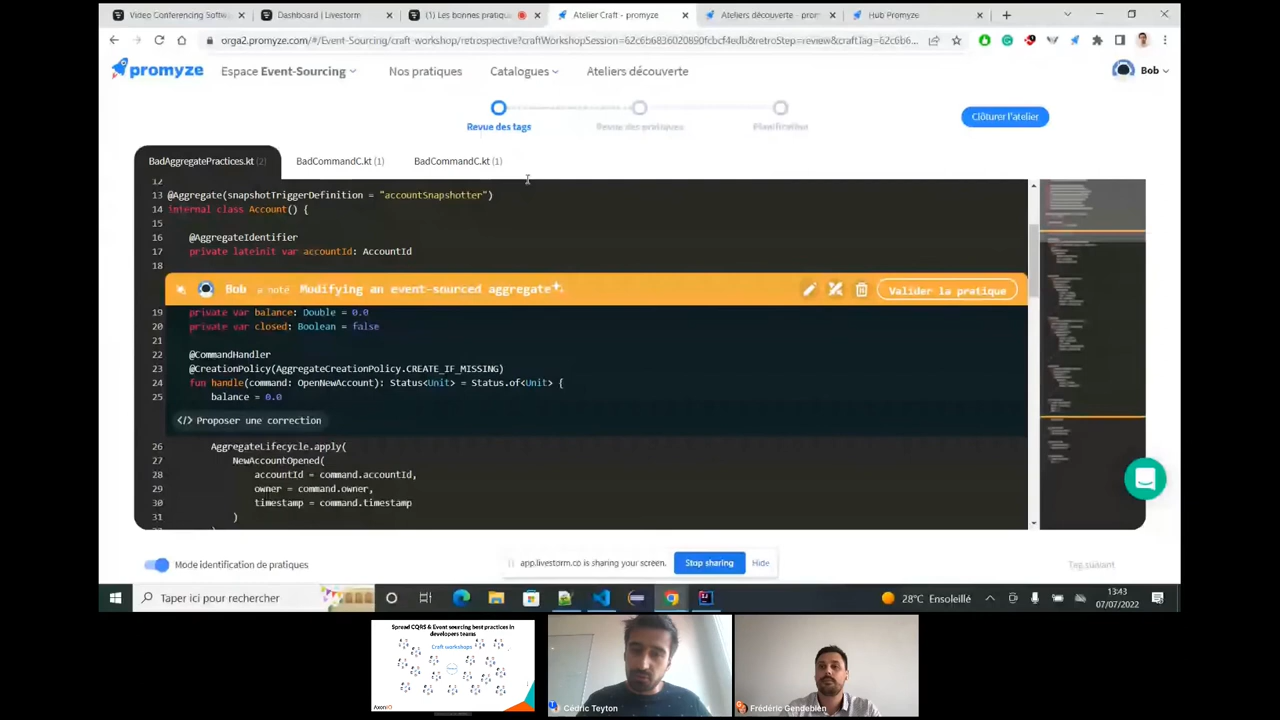 Video Conferencing Softw
Dashboard | Livestorm
(1) Les bonnes pratiqu
Atelier Craft - promyze
Ateliers découverte - prom
Hub Promyze
orga2.promyze.com/#/Event-Sourcing/craft-workshop/retrospective?craftWorkshopSession=62c6b6836020890fcbcf4edb&retroStep=review&craftTag=62c6b6...
promyze
Espace Event-Sourcing
Nos pratiques
Catalogues
Ateliers découverte
Bob
Revue des tags
Revue des pratiques
Planification
Clôturer l'atelier
BadAggregatePractices.kt (2)
BadCommandC.kt (1)
BadCommandC.kt (1)
12
13 @Aggregate(snapshotTriggerDefinition = "accountSnapshotter")
14 internal class Account() {
15
16 @AggregateIdentifier
17 private lateinit var accountId: AccountId
18
Bob a noté Modifying an event-sourced aggregate
Valider la pratique
19 private var balance: Double = 0.0
20 private var closed: Boolean = false
21
22 @CommandHandler
23 @CreationPolicy(AggregateCreationPolicy.CREATE_IF_MISSING)
24 fun handle(command: OpenNewAccount): Status<Unit> = Status.of<Unit> {
25 balance = 0.0
</> Proposer une correction
26 AggregateLifecycle.apply(
27 NewAccountOpened(
28 accountId = command.accountId,
29 owner = command.owner,
30 timestamp = command.timestamp
31 )
Mode identification de pratiques
app.livestorm.co is sharing your screen.
Stop sharing
Hide
Tag suivant
Taper ici pour rechercher
28°C Ensoleillé
13:43
07/07/2022
Spread CQRS & Event sourcing best practices in
developers teams
Craft workshops
AxonIQ
Cédric Teyton
Frédéric Gendebien